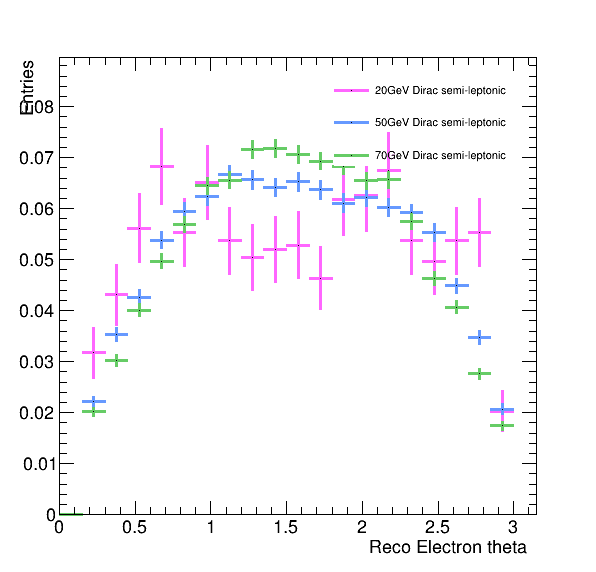 Entries
0.08
0.07
0.06
0.05
0.04
0.03
0.02
0.01
0
20GeV Dirac semi-leptonic
50GeV Dirac semi-leptonic
70GeV Dirac semi-leptonic
0 0.5 1 1.5 2 2.5 3
Reco Electron theta